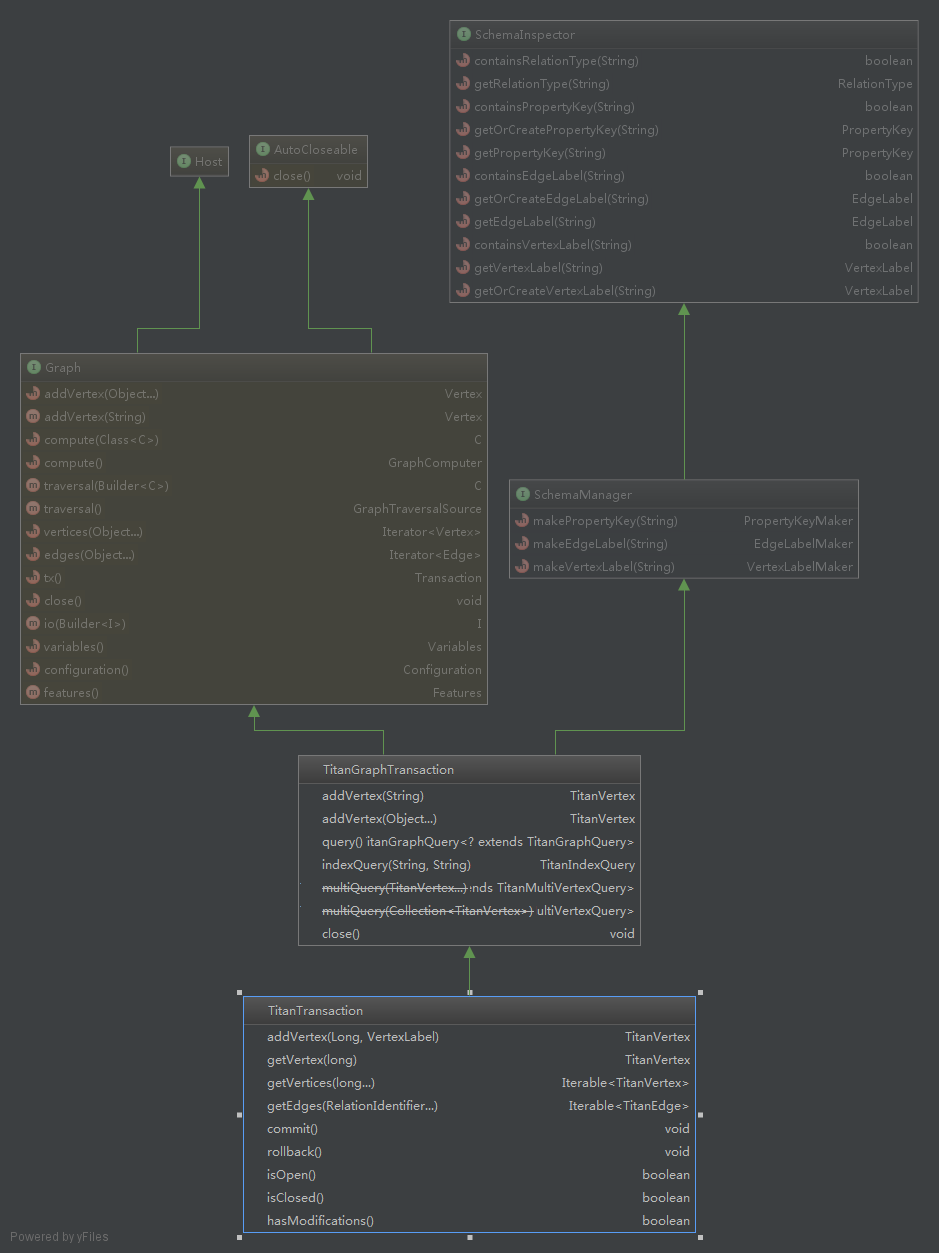 SchemaInspector
containsRelationType(String) boolean
getRelationType(String) RelationType
containsPropertyKey(String) boolean
getOrCreatePropertyKey(String) PropertyKey
getPropertyKey(String) PropertyKey
containsEdgeLabel(String) boolean
getOrCreateEdgeLabel(String) EdgeLabel
getEdgeLabel(String) EdgeLabel
containsVertexLabel(String) boolean
getVertexLabel(String) VertexLabel
getOrCreateVertexLabel(String) VertexLabel
Host
AutoCloseable
close() void
Graph
addVertex(Object...) Vertex
addVertex(String) Vertex
compute(Class<C>) C
compute() GraphComputer
traversal(Builder<C>) C
traversal() GraphTraversalSource
vertices(Object...) Iterator<Vertex>
edges(Object...) Iterator<Edge>
tx() Transaction
close() void
io(Builder<I>) I
variables() Variables
configuration() Configuration
features() Features
SchemaManager
makePropertyKey(String) PropertyKeyMaker
makeEdgeLabel(String) EdgeLabelMaker
makeVertexLabel(String) VertexLabelMaker
TitanGraphTransaction
addVertex(String) TitanVertex
addVertex(Object...) TitanVertex
query() itanGraphQuery<? extends TitanGraphQuery>
indexQuery(String, String) TitanIndexQuery
multiQuery(TitanVertex...) nds TitanMultiVertexQuery>
multiQuery(Collection<TitanVertex>) ultiVertexQuery>
close() void
TitanTransaction
addVertex(Long, VertexLabel) TitanVertex
getVertex(long) TitanVertex
getVertices(long...) Iterable<TitanVertex>
getEdges(RelationIdentifier...) Iterable<TitanEdge>
commit() void
rollback() void
isOpen() boolean
isClosed() boolean
hasModifications() boolean
Powered by yFiles